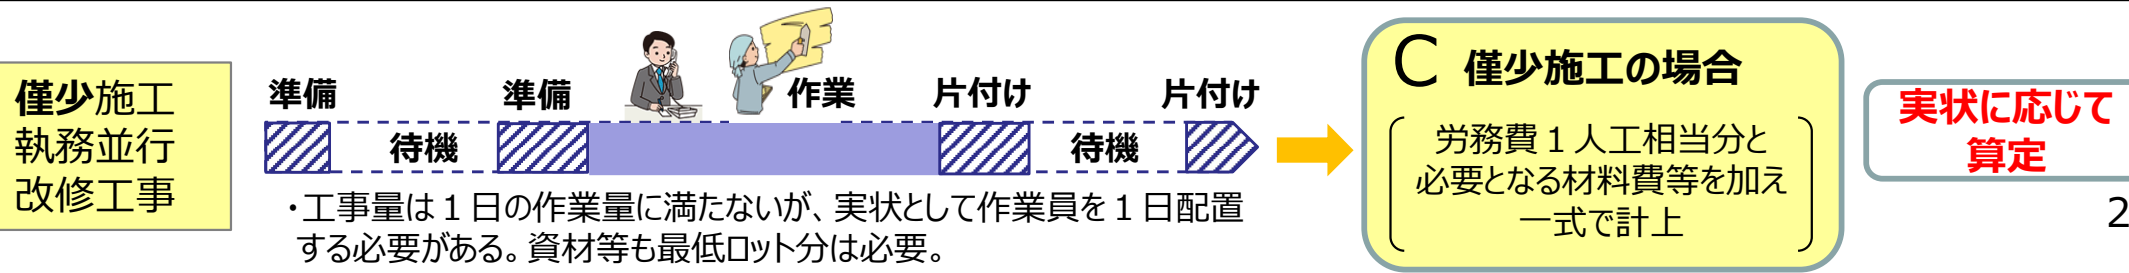 僅少施工
執務並行
改修工事
準備
準備
作業
片付け
片付け
待機
待機
・工事量は1日の作業量に満たないが、実状として作業員を1日配置
する必要がある。資材等も最低ロット分は必要。
C 僅少施工の場合
労務費1人工相当分と
必要となる材料費等を加え
一式で計上
実状に応じて
算定
2